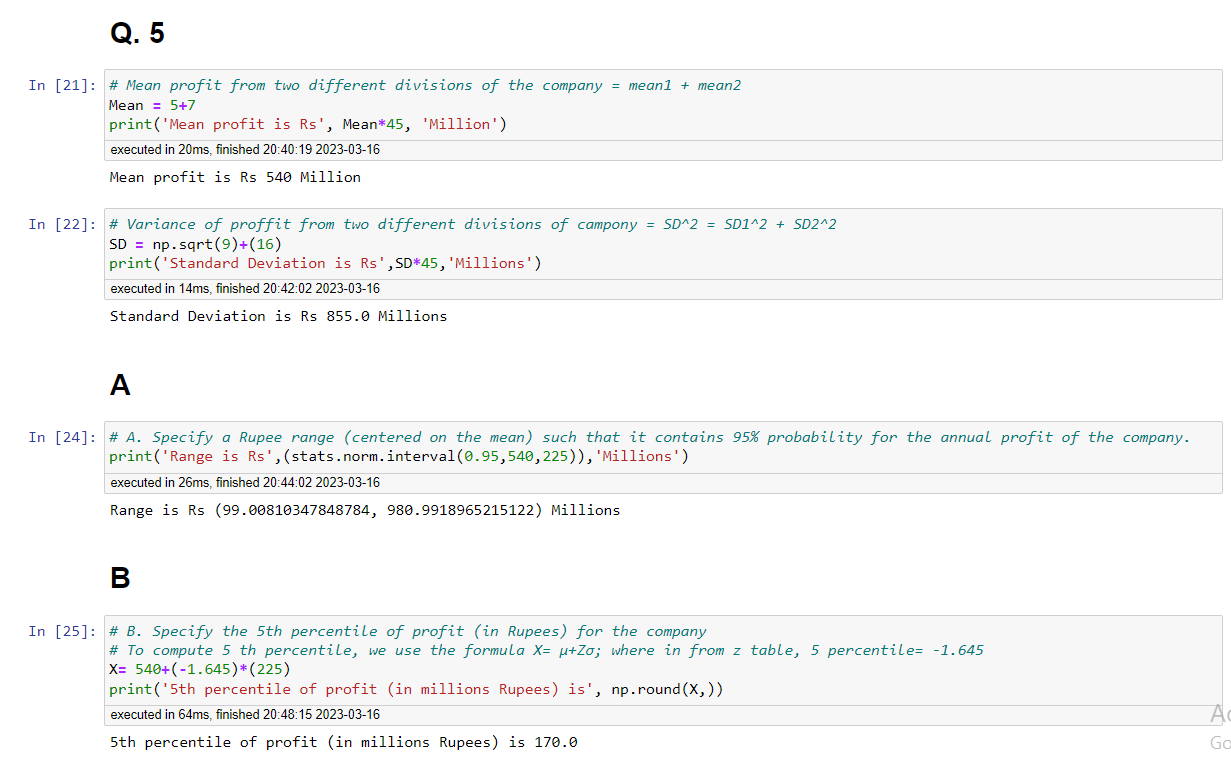 Q. 5
In [21]: # Mean profit from two different divisions of the company = mean1 + mean2
Mean = 5+7
print('Mean profit is Rs', Mean*45, 'Million')
executed in 20ms, finished 20:40:19 2023-03-16
Mean profit is Rs 540 Million
In [22]: # Variance of proffit from two different divisions of campony = SD^2 = SD1^2 + SD2^2
SD = np.sqrt(9)+(16)
print('Standard Deviation is Rs',SD*45,'Millions')
executed in 14ms, finished 20:42:02 2023-03-16
Standard Deviation is Rs 855.0 Millions
A
In [24]: # A. Specify a Rupee range (centered on the mean) such that it contains 95% probability for the annual profit of the company.
print('Range is Rs',(stats.norm.interval(0.95,540,225)),'Millions')
executed in 26ms, finished 20:44:02 2023-03-16
Range is Rs (99.00810347848784, 980.9918965215122) Millions
B
In [25]: # B. Specify the 5th percentile of profit (in Rupees) for the company
# To compute 5 th percentile, we use the formula X= μ+Zσ; where in from z table, 5 percentile= -1.645
X= 540+(-1.645)*(225)
print('5th percentile of profit (in millions Rupees) is', np.round(X,))
executed in 64ms, finished 20:48:15 2023-03-16
5th percentile of profit (in millions Rupees) is 170.0